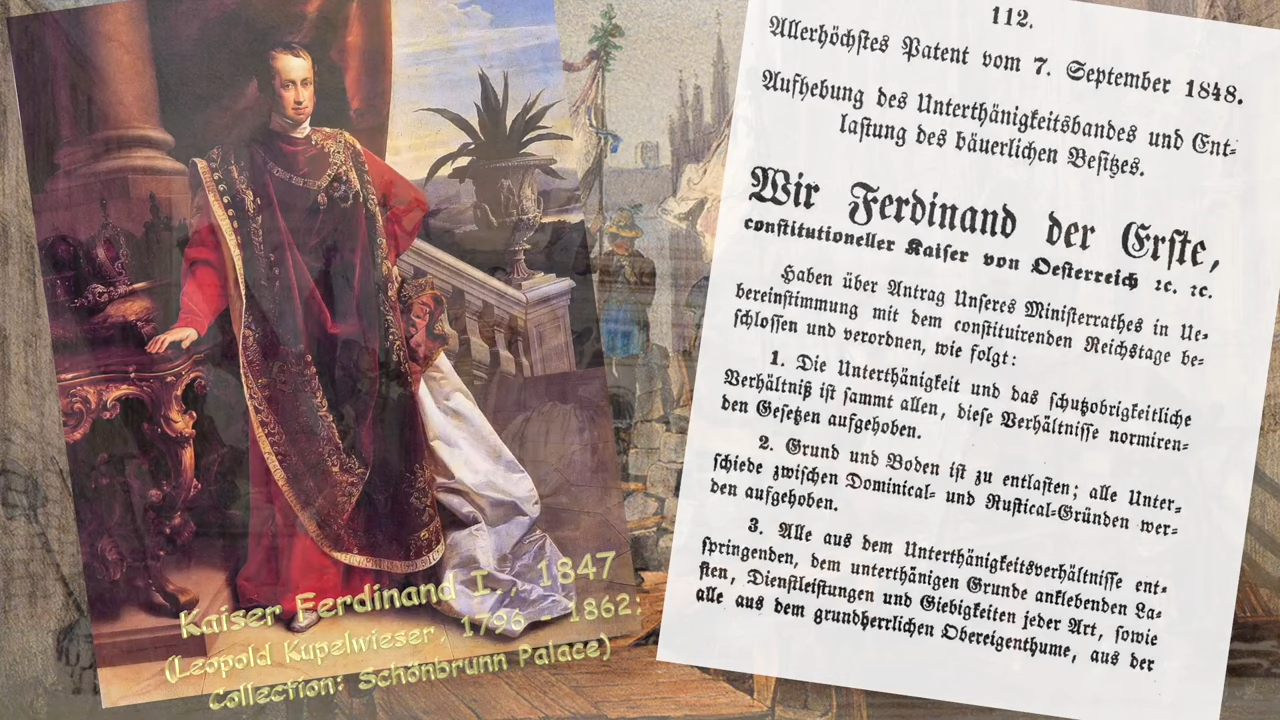 Kaiser Ferdinand I., 1847
(Leopold Kupelwieser, 1796 - 1862;
Collection: Schönbrunn Palace)
112.
Allerhöchstes Patent vom 7. September 1848.
Aufhebung des Unterthänigkeitsbandes und Ent-
lastung des bäuerlichen Besitzes.
Wir Ferdinand der Erste,
constitutioneller Kaiser von Oesterreich ꝛc. ꝛc.
Haben über Antrag Unseres Ministerrathes in Ue-
bereinstimmung mit dem constituirenden Reichstage be-
schlossen und verordnen, wie folgt:
1. Die Unterthänigkeit und das schutzobrigkeitliche
Verhältniß ist sammt allen, diese Verhältnisse normiren-
den Gesetzen aufgehoben.
2. Grund und Boden ist zu entlasten; alle Unter-
schiede zwischen Dominical- und Rustical-Gründen wer-
den aufgehoben.
3. Alle aus dem Unterthänigkeitsverhältnisse ent-
springenden, dem unterthänigen Grunde anklebenden La-
sten, Dienstleistungen und Giebigkeiten jeder Art, sowie
alle aus dem grundherrlichen Obereigenthume, aus der